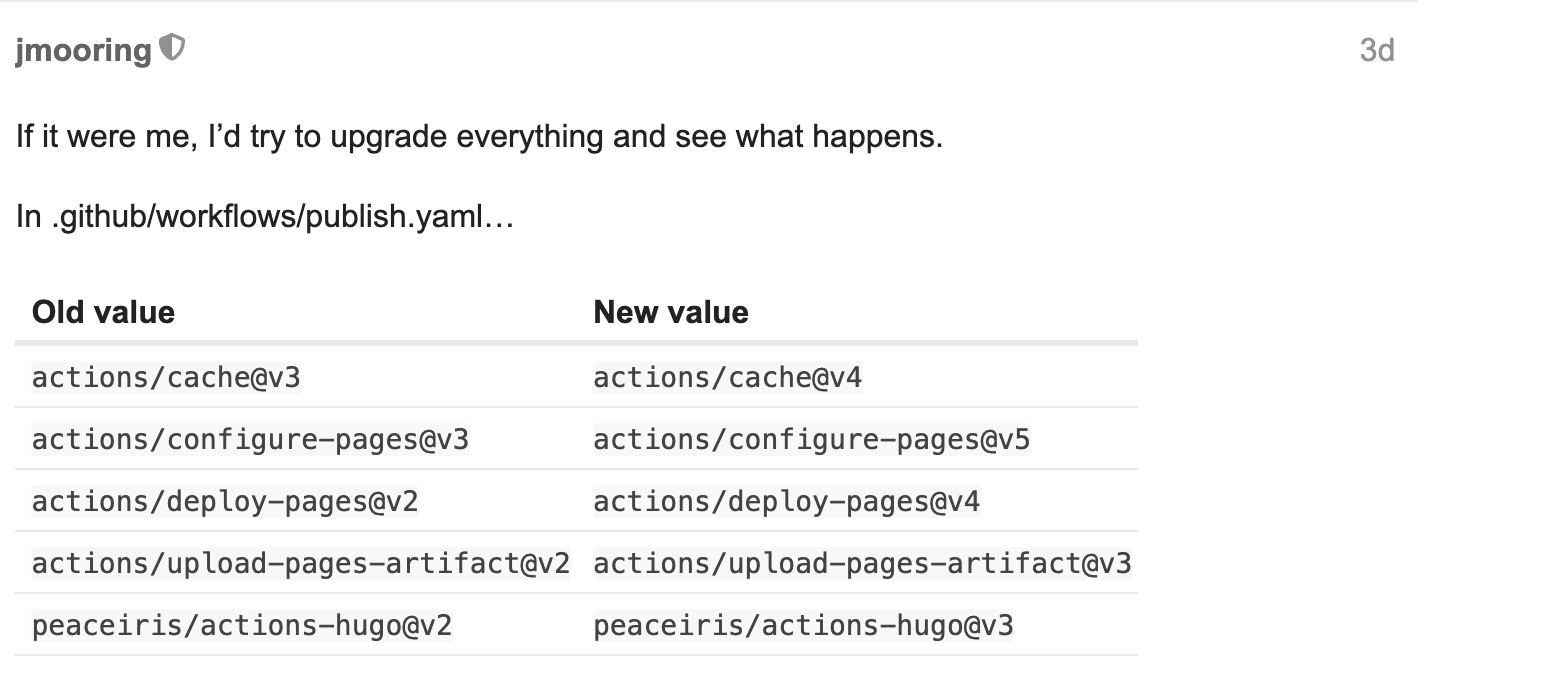 jmooring 3d
If it were me, I’d try to upgrade everything and see what happens.
In .github/workflows/publish.yaml…
Old value New value
actions/cache@v3 actions/cache@v4
actions/configure-pages@v3 actions/configure-pages@v5
actions/deploy-pages@v2 actions/deploy-pages@v4
actions/upload-pages-artifact@v2 actions/upload-pages-artifact@v3
peaceiris/actions-hugo@v2 peaceiris/actions-hugo@v3